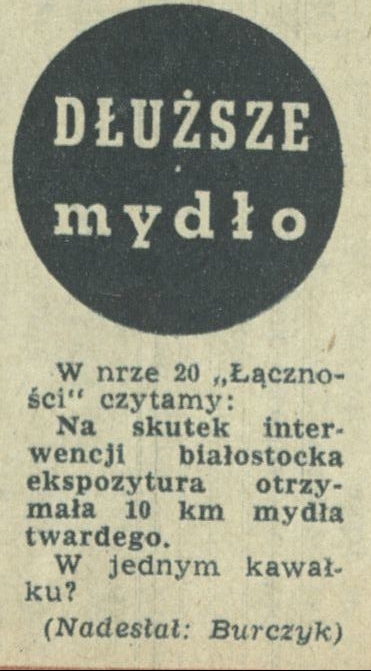 DŁUŻSZE
mydło
W nrze 20 „Łączno-
ści" czytamy:
Na skutek inter-
wencji białostocka
ekspozytura otrzy-
mała 10 km mydła
twardego.
W jednym kawał-
ku?
(Nadesłał: Burczyk)